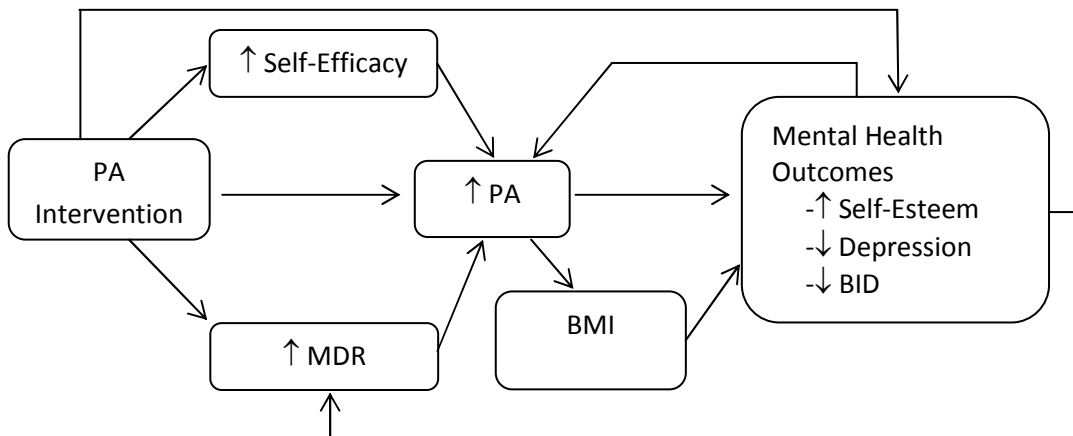 ↑ Self-Efficacy
PA
Intervention
↑ PA
Mental Health
Outcomes
-↑ Self-Esteem
-↓ Depression
-↓ BID
↑ MDR
BMI